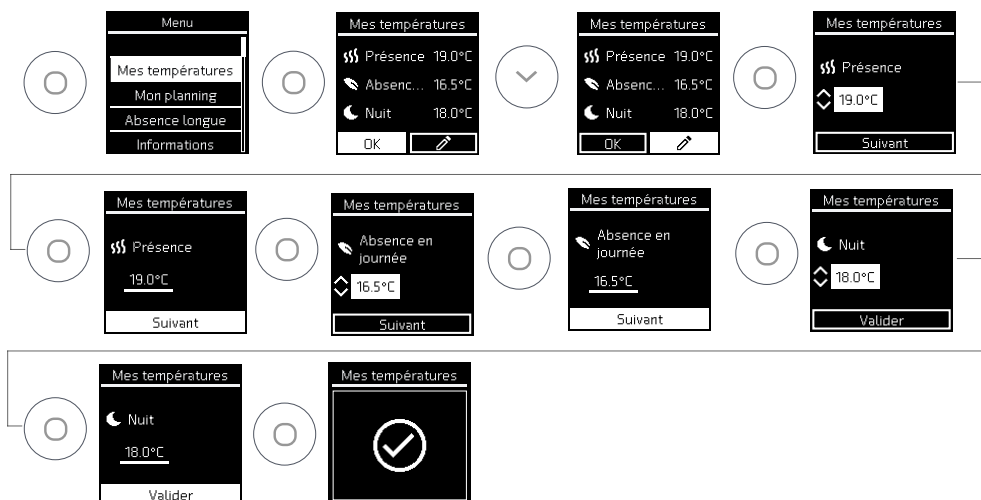 Menu
Mes températures
Mon planning
Absence longue
Informations
Mes températures
Présence 19.0°C
Absenc... 16.5°C
Nuit 18.0°C
OK
Mes températures
Présence 19.0°C
Absenc... 16.5°C
Nuit 18.0°C
OK
Mes températures
Présence
19.0°C
Suivant
Mes températures
Présence
19.0°C
Suivant
Mes températures
Absence en
journée
16.5°C
Suivant
Mes températures
Absence en
journée
16.5°C
Suivant
Mes températures
Nuit
18.0°C
Valider
Mes températures
Nuit
18.0°C
Valider
Mes températures